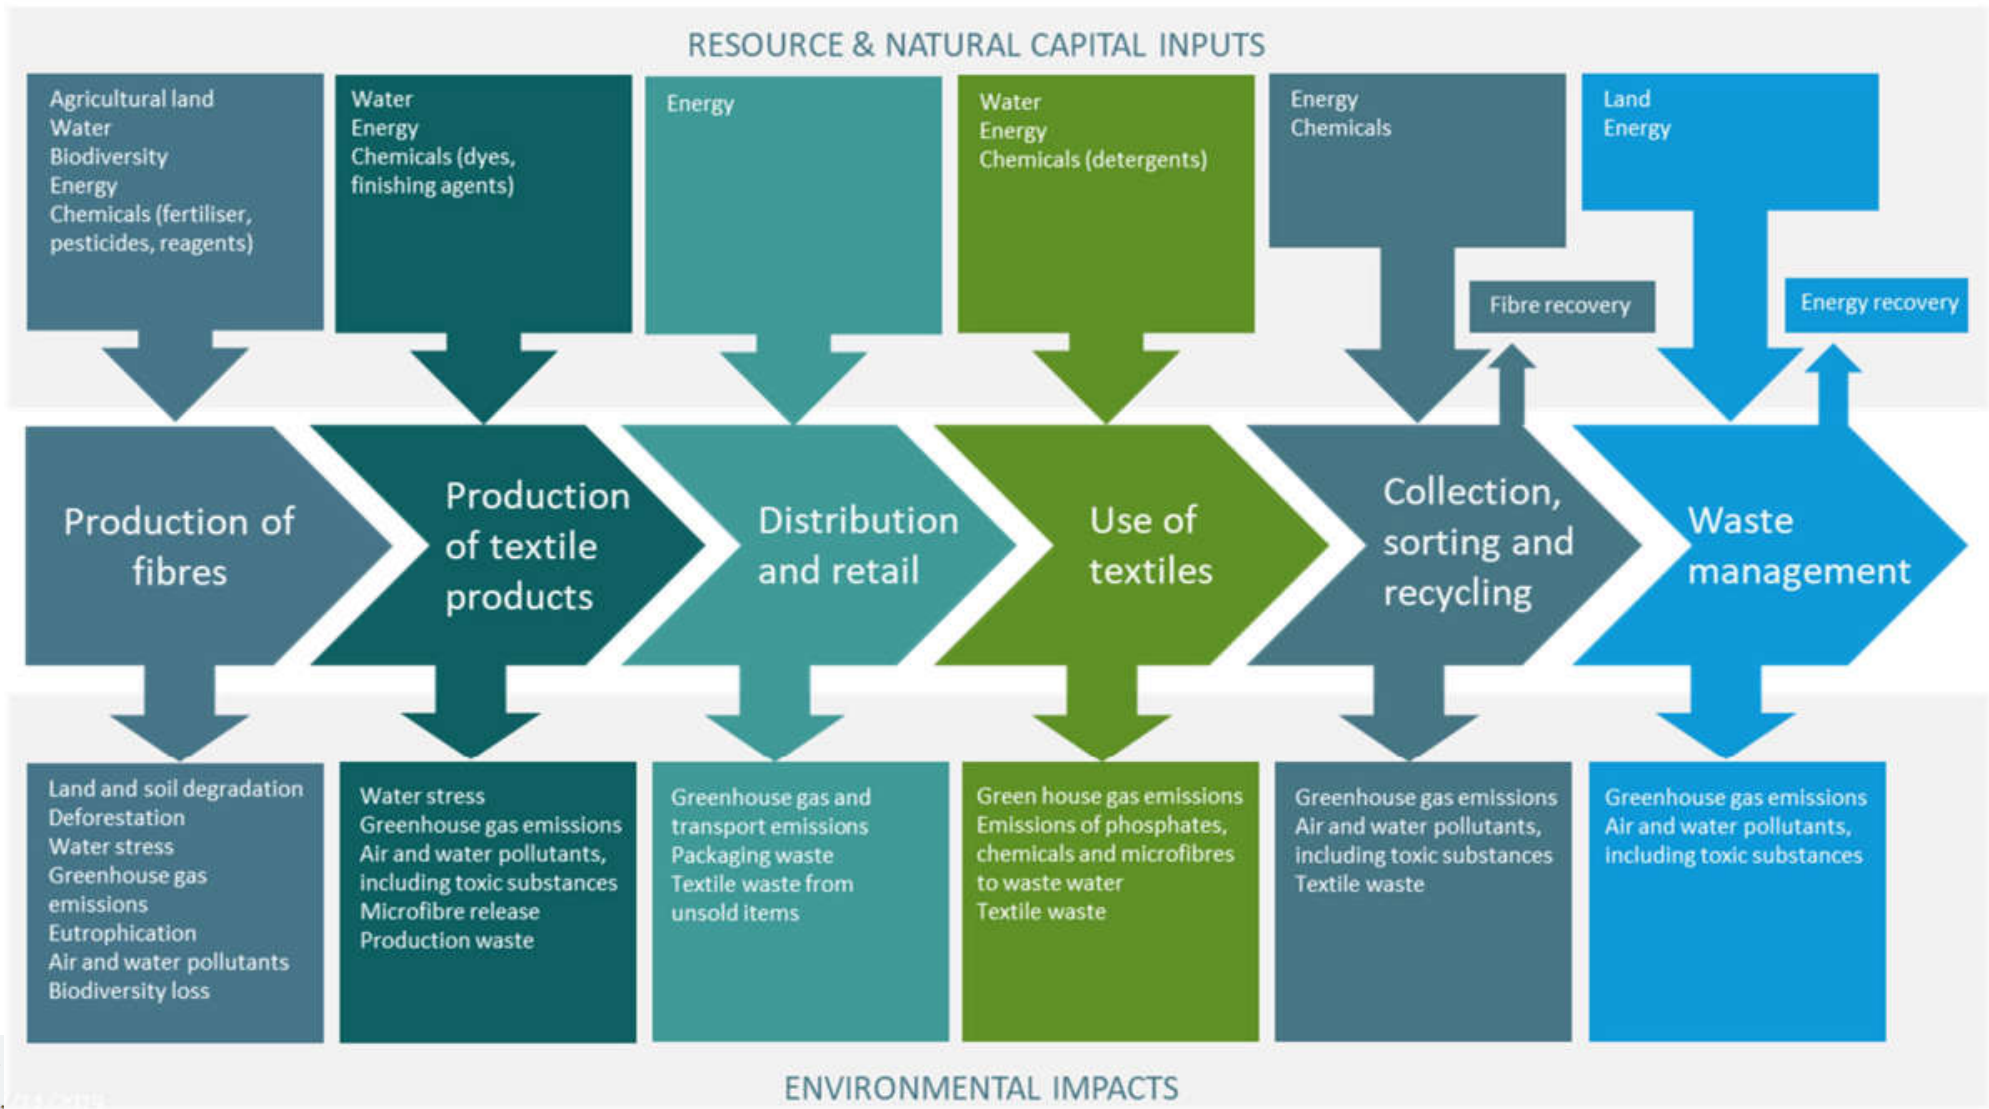 RESOURCE & NATURAL CAPITAL INPUTS
Agricultural land
Water
Biodiversity
Energy
Chemicals (fertiliser,
pesticides, reagents)
Water
Energy
Chemicals (dyes,
finishing agents)
Energy
Water
Energy
Chemicals (detergents)
Energy
Chemicals
Land
Energy
Fibre recovery
Energy recovery
Production of
fibres
Production
of textile
products
Distribution
and retail
Use of
textiles
Collection,
sorting and
recycling
Waste
management
Land and soil degradation
Deforestation
Water stress
Greenhouse gas
emissions
Eutrophication
Air and water pollutants
Biodiversity loss
Water stress
Greenhouse gas emissions
Air and water pollutants,
including toxic substances
Microfibre release
Production waste
Greenhouse gas and
transport emissions
Packaging waste
Textile waste from
unsold items
Green house gas emissions
Emissions of phosphates,
chemicals and microfibres
to waste water
Textile waste
Greenhouse gas emissions
Air and water pollutants,
including toxic substances
Textile waste
Greenhouse gas emissions
Air and water pollutants,
including toxic substances
ENVIRONMENTAL IMPACTS